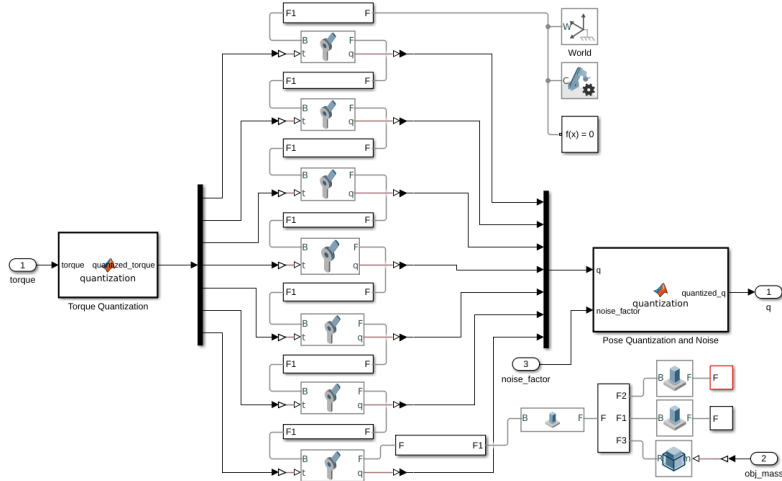 F1 F
B F
t q
W
World
F1 F
B F
t q
C
F1 F
f(x) = 0
B F
t q
F1 F
B F
t q
1
torque
torque quantized_torque
quantization
Torque Quantization
q
noise_factor
quantization
quantized_q
Pose Quantization and Noise
1
q
F1 F
B F
t q
3
noise_factor
F1 F
B F
t q
F1 F
B F
t q
F F1
B F
F
F2
F1
F3
B F
F
B F
F
R m
2
obj_mass